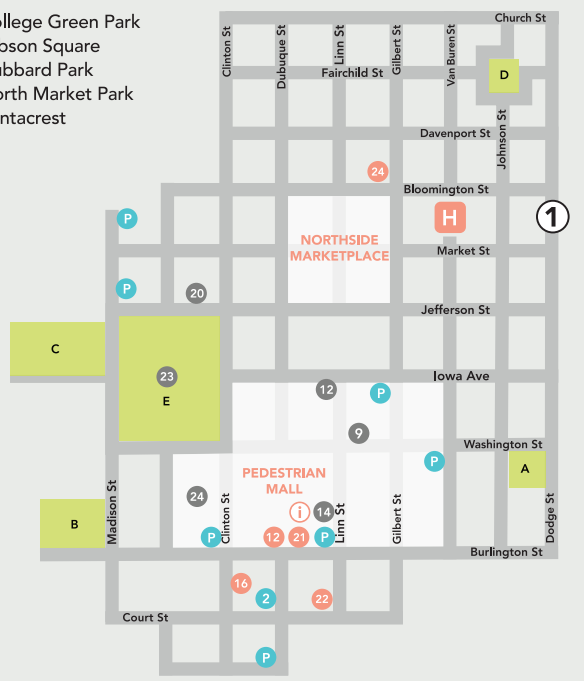 llege Green Park
bson Square
ubbard Park
orth Market Park
ntacrest
Church St
Clinton St
Dubuque St
Linn St
Gilbert St
Van Buren St
Fairchild St
D
Davenport St
Johnson St
24
Bloomington St
P
H
1
NORTHSIDE
MARKETPLACE
Market St
P
20
Jefferson St
C
23
E
Iowa Ave
12
P
9
Washington St
P
A
PEDESTRIAN
MALL
24
i
14
Madison St
Clinton St
Linn St
Gilbert St
Dodge St
B
P
12
21
P
Burlington St
16
2
22
Court St
P